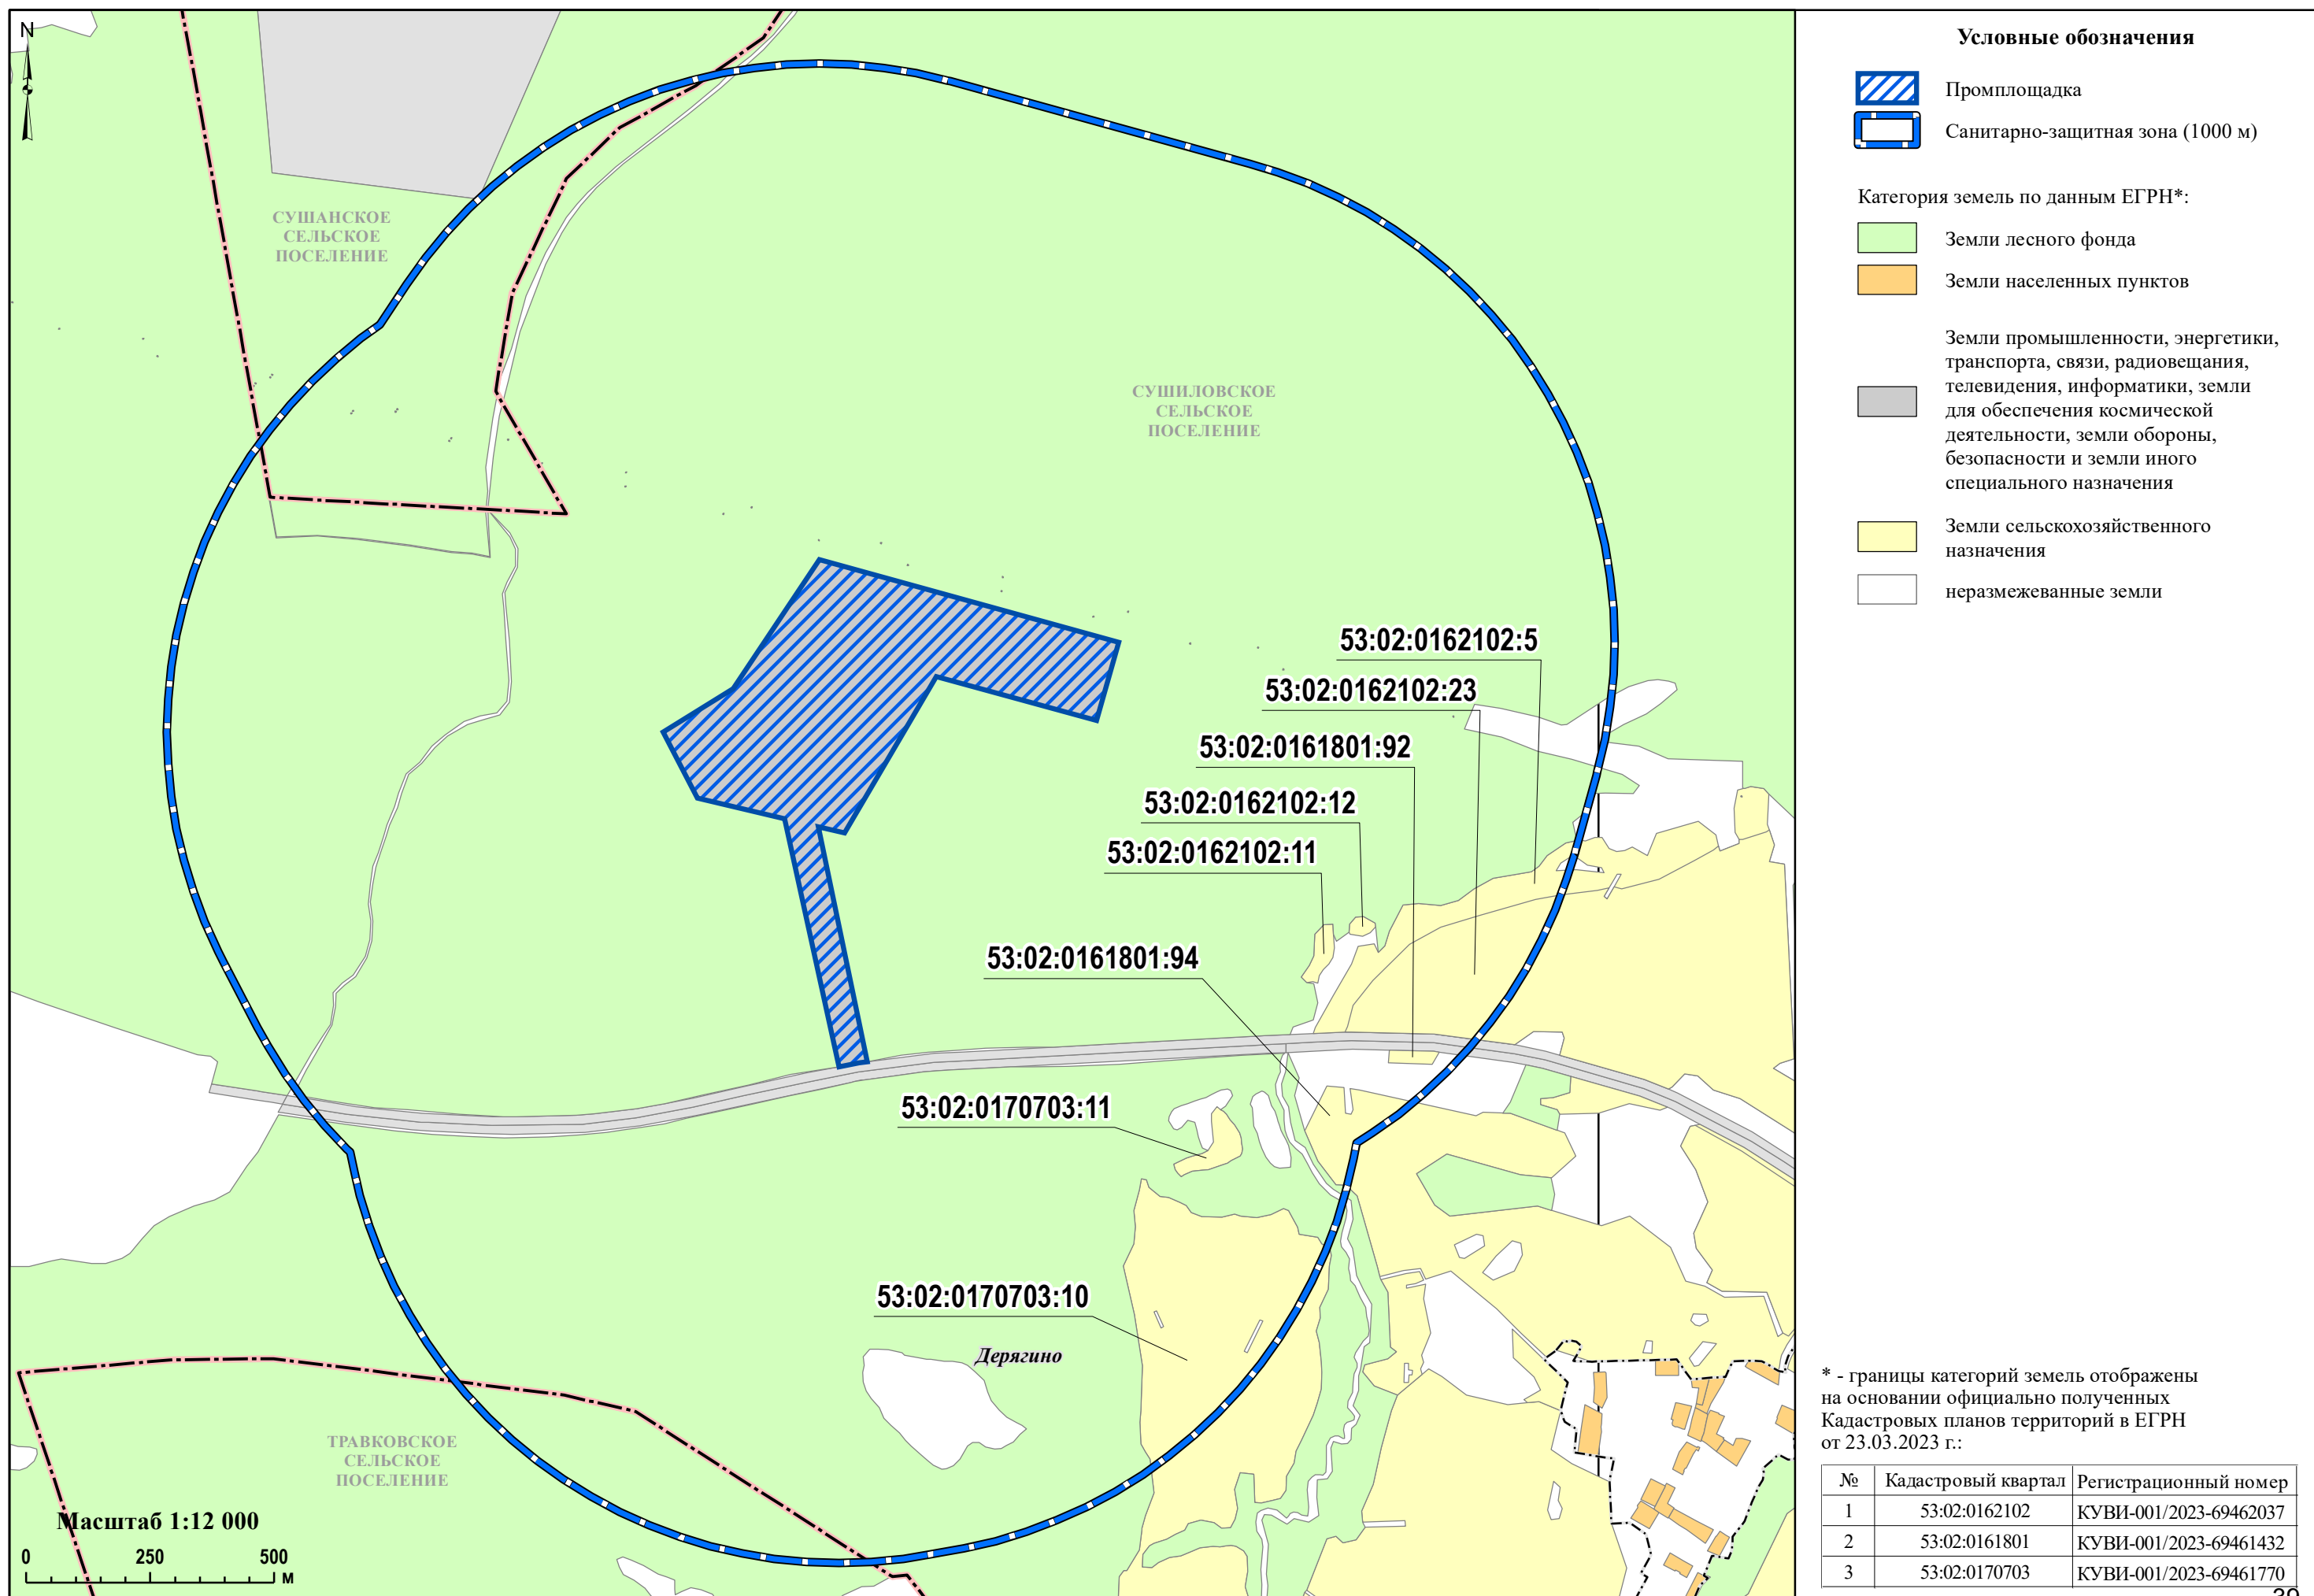 N
СУШАНСКОЕ
СЕЛЬСКОЕ
ПОСЕЛЕНИЕ
СУШИЛОВСКОЕ
СЕЛЬСКОЕ
ПОСЕЛЕНИЕ
53:02:0162102:5
53:02:0162102:23
53:02:0161801:92
53:02:0162102:12
53:02:0162102:11
53:02:0161801:94
53:02:0170703:11
53:02:0170703:10
Дерягино
ТРАВКОВСКОЕ
СЕЛЬСКОЕ
ПОСЕЛЕНИЕ
Масштаб 1:12 000
0 250 500
м
Условные обозначения
Промплощадка
Санитарно-защитная зона (1000 м)
Категория земель по данным ЕГРН*:
Земли лесного фонда
Земли населенных пунктов
Земли промышленности, энергетики,
транспорта, связи, радиовещания,
телевидения, информатики, земли
для обеспечения космической
деятельности, земли обороны,
безопасности и земли иного
специального назначения
Земли сельскохозяйственного
назначения
неразмежеванные земли
* - границы категорий земель отображены
на основании официально полученных
Кадастровых планов территорий в ЕГРН
от 23.03.2023 г.:
№ Кадастровый квартал Регистрационный номер
1 53:02:0162102 КУВИ-001/2023-69462037
2 53:02:0161801 КУВИ-001/2023-69461432
3 53:02:0170703 КУВИ-001/2023-69461770